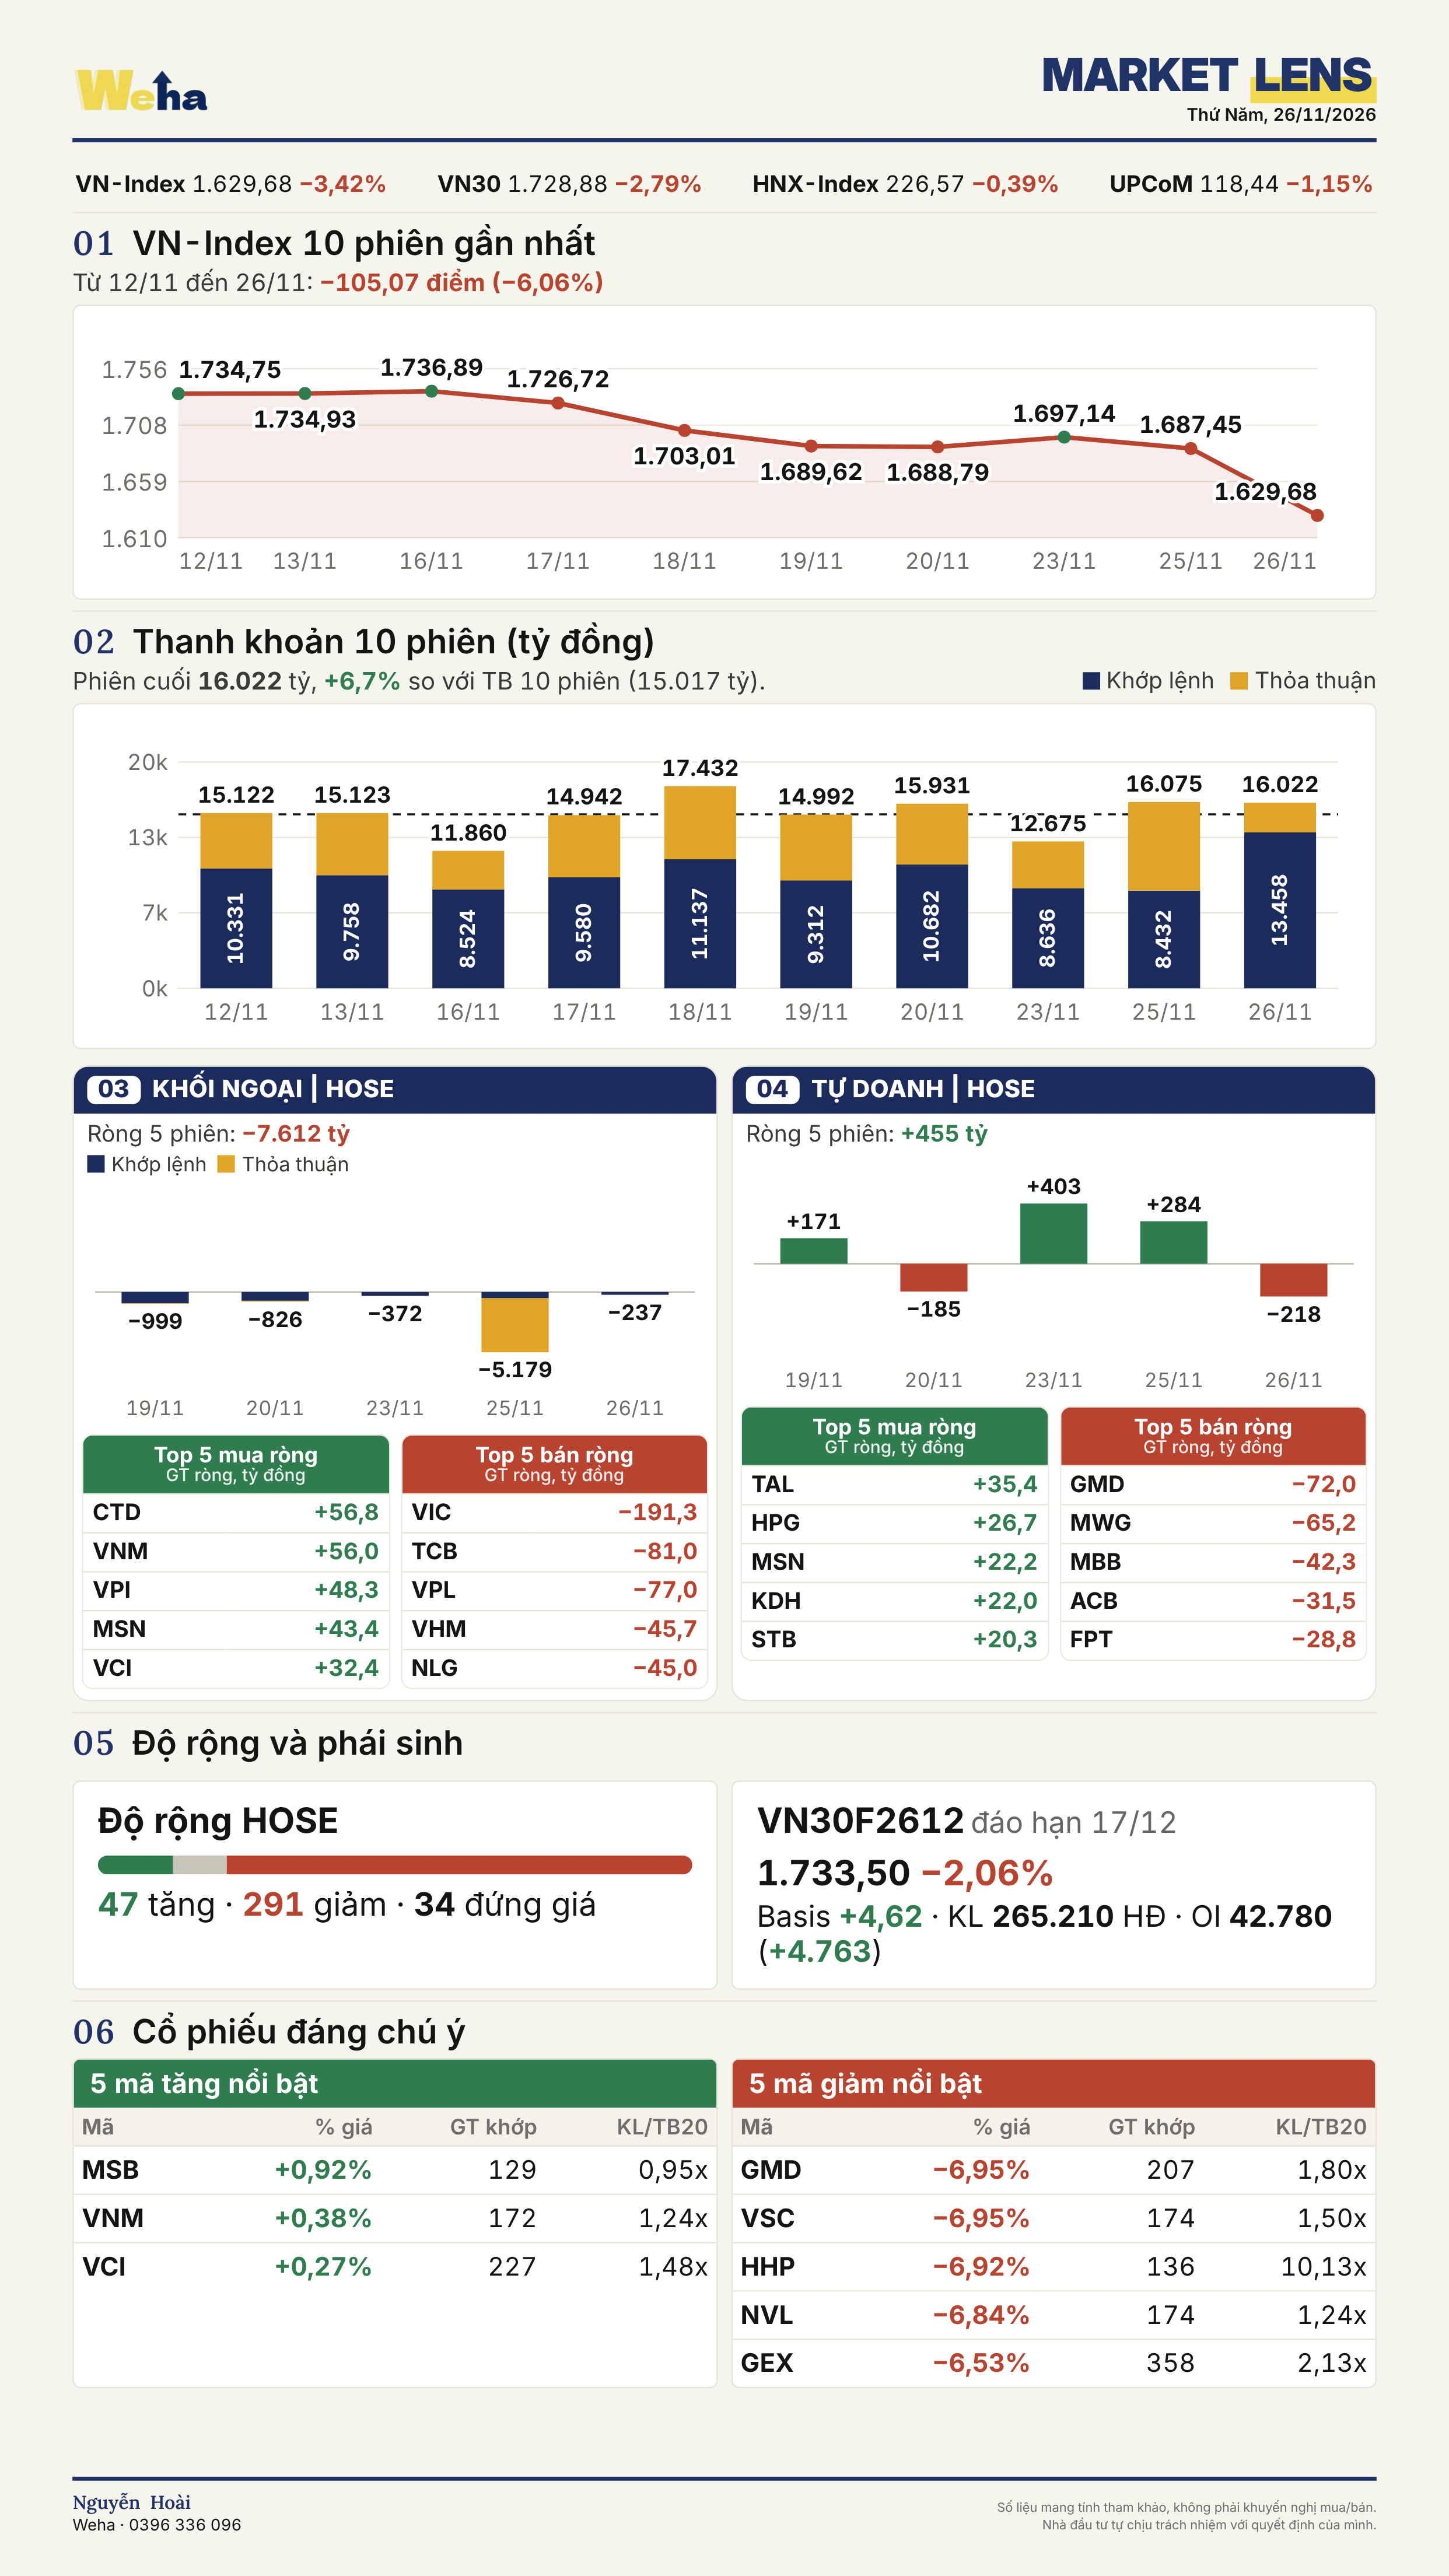 Weha
MARKET LENS
Thứ Năm, 26/11/2026
VN-Index 1.629,68 −3,42% VN30 1.728,88 −2,79% HNX-Index 226,57 −0,39% UPCoM 118,44 −1,15%
01 VN-Index 10 phiên gần nhất
Từ 12/11 đến 26/11: −105,07 điểm (−6,06%)
1.756
1.708
1.659
1.610
1.734,75
1.734,93
1.736,89
1.726,72
1.703,01
1.689,62
1.688,79
1.697,14
1.687,45
1.629,68
12/11 13/11 16/11 17/11 18/11 19/11 20/11 23/11 25/11 26/11
02 Thanh khoản 10 phiên (tỷ đồng)
Phiên cuối 16.022 tỷ, +6,7% so với TB 10 phiên (15.017 tỷ).
Khớp lệnh Thỏa thuận
20k
13k
7k
0k
15.122 15.123 11.860 14.942 17.432 14.992 15.931 12.675 16.075 16.022
10.331 9.758 8.524 9.580 11.137 9.312 10.682 8.636 8.432 13.458
12/11 13/11 16/11 17/11 18/11 19/11 20/11 23/11 25/11 26/11
03 KHỐI NGOẠI | HOSE
Ròng 5 phiên: −7.612 tỷ
Khớp lệnh Thỏa thuận
−999 −826 −372 −5.179 −237
19/11 20/11 23/11 25/11 26/11
Top 5 mua ròng
GT ròng, tỷ đồng
CTD +56,8
VNM +56,0
VPI +48,3
MSN +43,4
VCI +32,4
Top 5 bán ròng
GT ròng, tỷ đồng
VIC −191,3
TCB −81,0
VPL −77,0
VHM −45,7
NLG −45,0
04 TỰ DOANH | HOSE
Ròng 5 phiên: +455 tỷ
+171 −185 +403 +284 −218
19/11 20/11 23/11 25/11 26/11
Top 5 mua ròng
GT ròng, tỷ đồng
TAL +35,4
HPG +26,7
MSN +22,2
KDH +22,0
STB +20,3
Top 5 bán ròng
GT ròng, tỷ đồng
GMD −72,0
MWG −65,2
MBB −42,3
ACB −31,5
FPT −28,8
05 Độ rộng và phái sinh
Độ rộng HOSE
47 tăng · 291 giảm · 34 đứng giá
VN30F2612 đáo hạn 17/12
1.733,50 −2,06%
Basis +4,62 · KL 265.210 HĐ · OI 42.780
(+4.763)
06 Cổ phiếu đáng chú ý
5 mã tăng nổi bật
Mã % giá GT khớp KL/TB20
MSB +0,92% 129 0,95x
VNM +0,38% 172 1,24x
VCI +0,27% 227 1,48x
5 mã giảm nổi bật
Mã % giá GT khớp KL/TB20
GMD −6,95% 207 1,80x
VSC −6,95% 174 1,50x
HHP −6,92% 136 10,13x
NVL −6,84% 174 1,24x
GEX −6,53% 358 2,13x
Nguyễn Hoài
Weha · 0396 336 096
Số liệu mang tính tham khảo, không phải khuyến nghị mua/bán.
Nhà đầu tư tự chịu trách nhiệm với quyết định của mình.